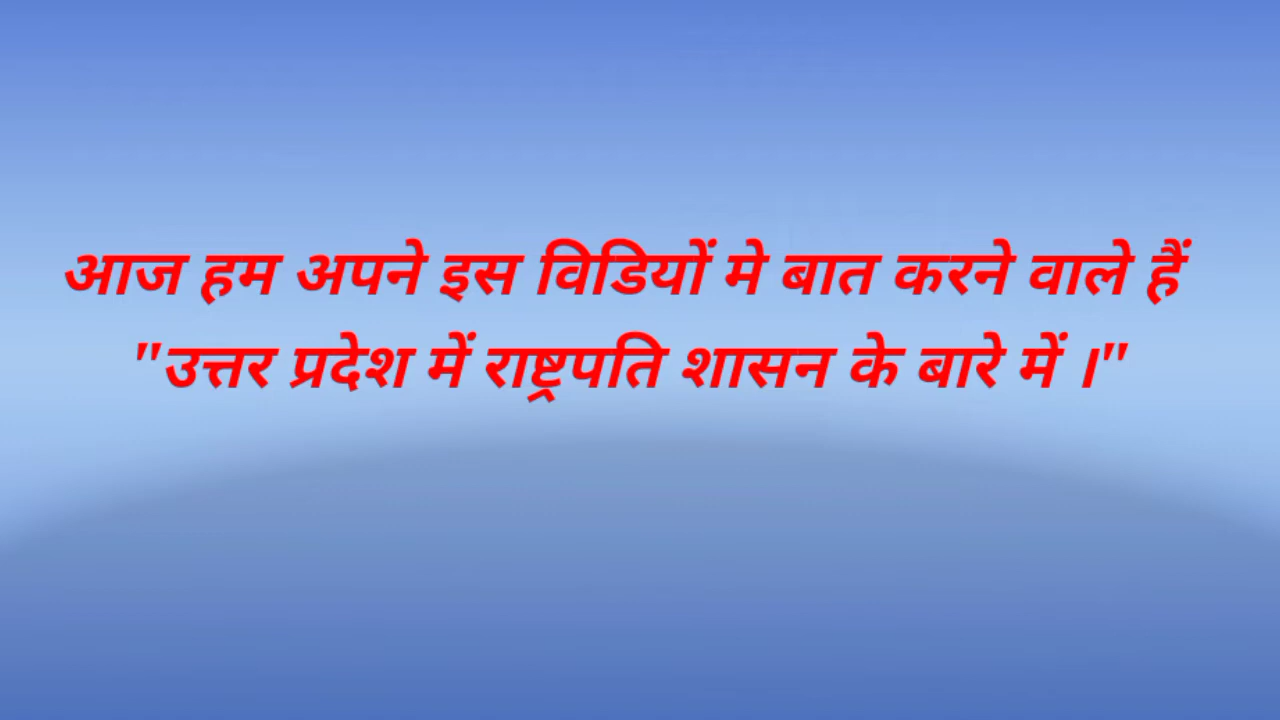 आज हम अपने इस विडियों मे बात करने वाले हैं
"उत्तर प्रदेश में राष्ट्रपति शासन के बारे में ।"